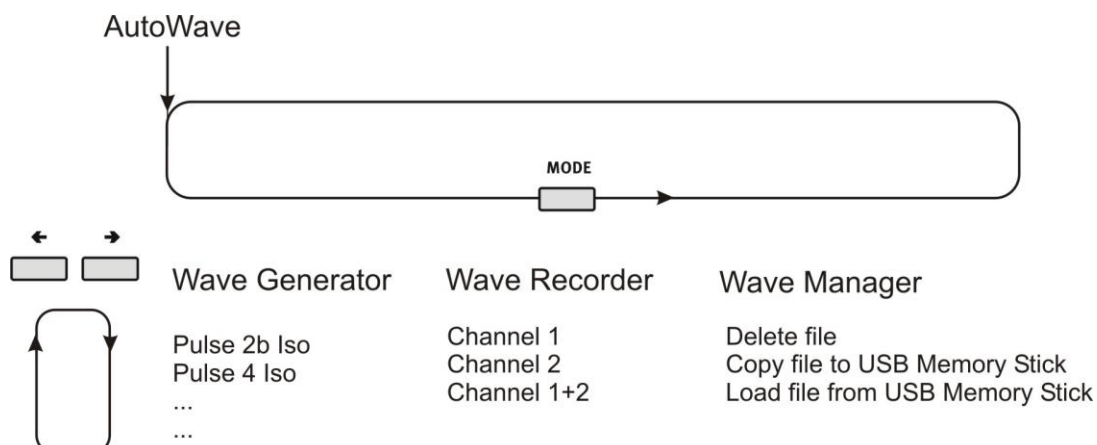 AutoWave
MODE
← →
Wave Generator Wave Recorder Wave Manager
Pulse 2b Iso Channel 1 Delete file
Pulse 4 Iso Channel 2 Copy file to USB Memory Stick
... Channel 1+2 Load file from USB Memory Stick
...